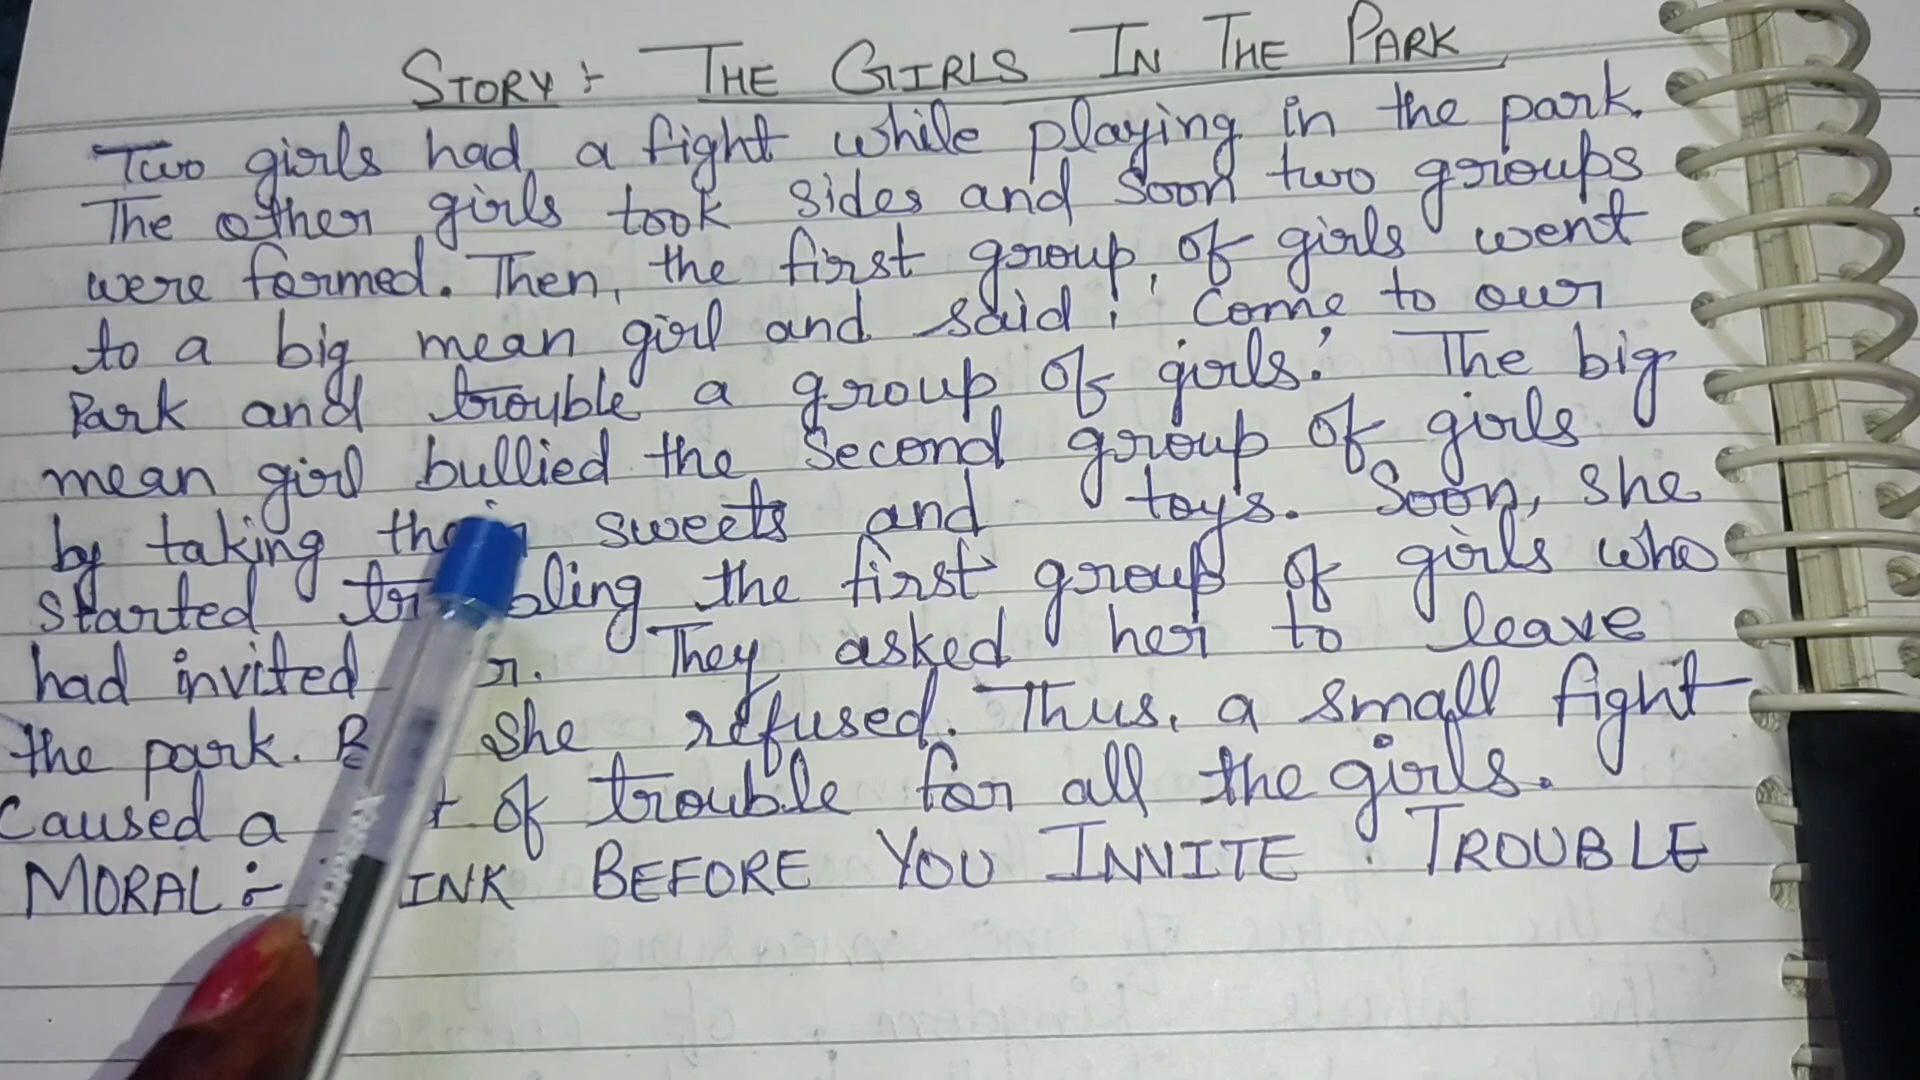 STORY :- THE GIRLS IN THE PARK
Two girls had a fight while playing in the park.
The other girls took sides and soon two groups
were formed. Then, the first group, of girls went
to a big mean girl and said; Come to our
Park and trouble a group of girls.' The big
mean girl bullied the second group of girls
by taking their sweets and toys. Soon, she
started the first group of girls who
had invited They asked her to leave
the park. she refused. Thus, a small fight
caused a of trouble for all the girls.
MORAL :- BEFORE YOU INVITE TROUBLE